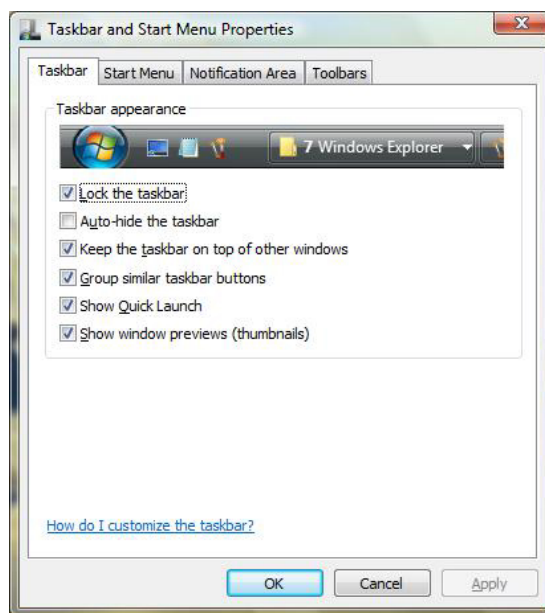 Taskbar and Start Menu Properties
Taskbar Start Menu Notification Area Toolbars
Taskbar appearance
7 Windows Explorer
Lock the taskbar
Auto-hide the taskbar
Keep the taskbar on top of other windows
Group similar taskbar buttons
Show Quick Launch
Show window previews (thumbnails)
How do I customize the taskbar?
OK Cancel Apply